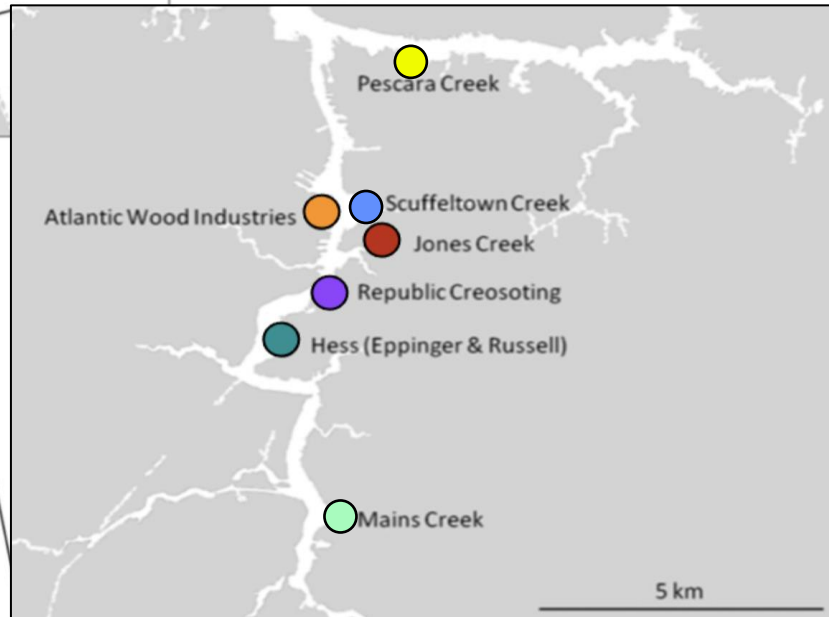 Pescara Creek
Scuffeltown Creek
Atlantic Wood Industries
Jones Creek
Republic Creosoting
Hess (Eppinger & Russell)
Mains Creek
5 km